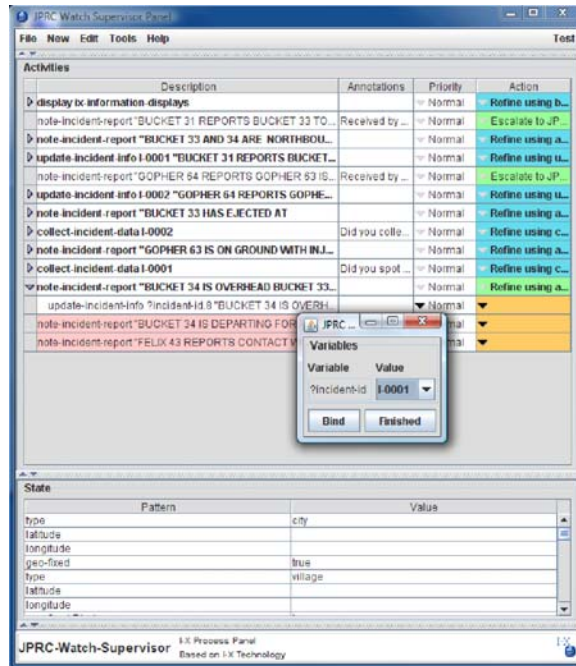 JPRC Watch Supervisor Panel
File New Edit Tools Help Test
Activities
Description Annotations Priority Action
display ix-information-displays Normal Refine using b...
note-incident-report "BUCKET 31 REPORTS BUCKET 33 TO... Received by ... Normal Escalate to JP...
note-incident-report "BUCKET 33 AND 34 ARE NORTHBOU... Normal Refine using a...
update-incident-info I-0001 "BUCKET 31 REPORTS BUCKET... Normal Refine using u...
note-incident-report "GOPHER 64 REPORTS GOPHER 63 IS... Received by ... Normal Escalate to JP...
update-incident-info I-0002 "GOPHER 64 REPORTS GOPHE... Normal Refine using u...
note-incident-report "BUCKET 33 HAS EJECTED AT Normal Refine using a...
collect-incident-data I-0002 Did you colle... Normal Refine using c...
note-incident-report "GOPHER 63 IS ON GROUND WITH INJ... Normal Refine using a...
collect-incident-data I-0001 Did you spot ... Normal Refine using c...
note-incident-report "BUCKET 34 IS OVERHEAD BUCKET 33... Normal Refine using a...
update-incident-info ?incident-id.8 "BUCKET 34 IS OVERH... Normal
note-incident-report "BUCKET 34 IS DEPARTING FOR mal
note-incident-report "FELIX 43 REPORTS CONTACT W mal
JPRC ...
Variables
Variable Value
?incident-id I-0001
Bind Finished
State
Pattern Value
type city
latitude
longitude
geo-fixed true
type village
latitude
longitude
JPRC-Watch-Supervisor
I-X Process Panel
Based on I-X Technology
I-X